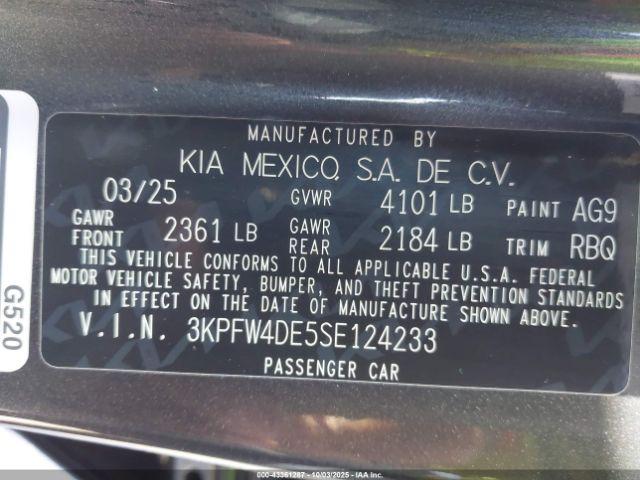 MANUFACTURED BY
KIA MEXICO, S.A. DE C.V.
03/25 GVWR 4101 LB PAINT AG9
GAWR FRONT 2361 LB GAWR REAR 2184 LB TRIM RBQ
THIS VEHICLE CONFORMS TO ALL APPLICABLE U.S.A. FEDERAL
MOTOR VEHICLE SAFETY, BUMPER, AND THEFT PREVENTION STANDARDS
IN EFFECT ON THE DATE OF MANUFACTURE SHOWN ABOVE.
V.I.N. 3KPFW4DE5SE124233
PASSENGER CAR
G520
000-43361287 - 10/03/2025 - IAA, Inc.